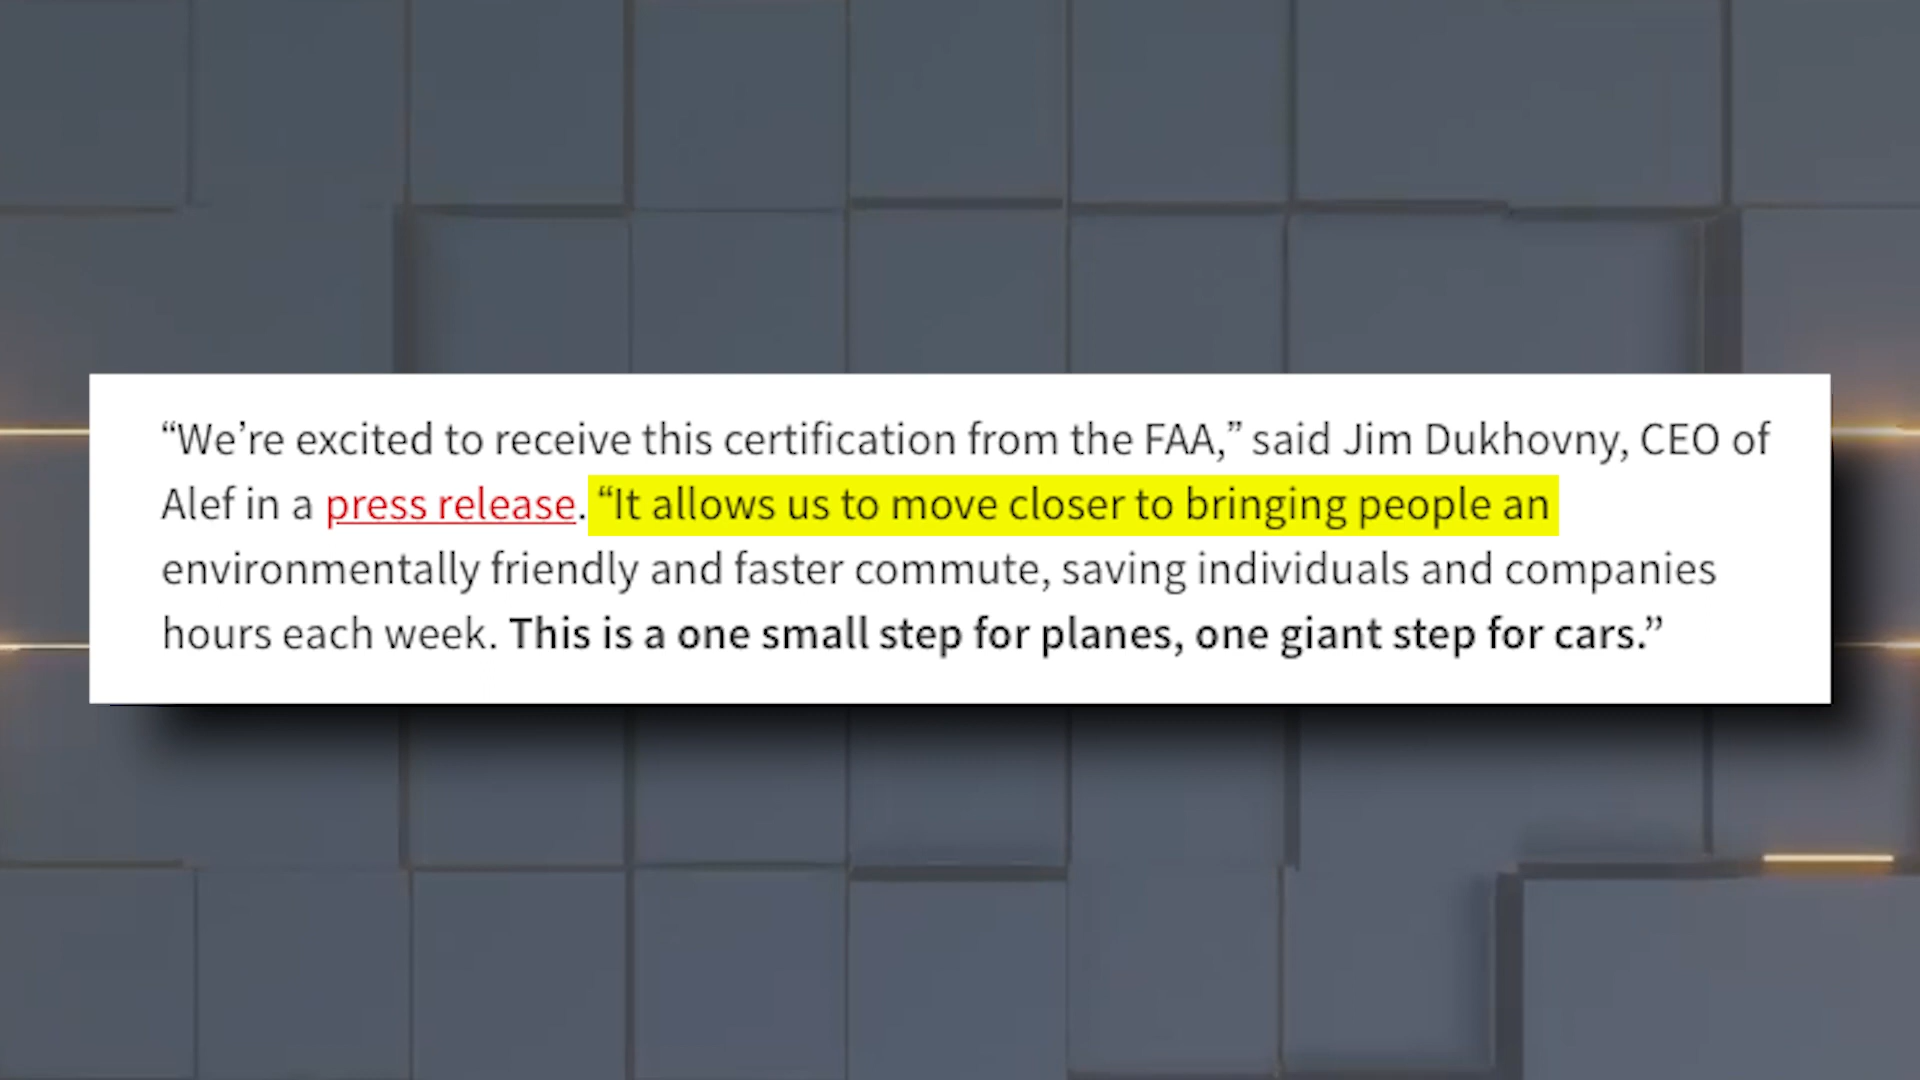 “We’re excited to receive this certification from the FAA,” said Jim Dukhovny, CEO of
Alef in a press release. “It allows us to move closer to bringing people an
environmentally friendly and faster commute, saving individuals and companies
hours each week. This is a one small step for planes, one giant step for cars.”